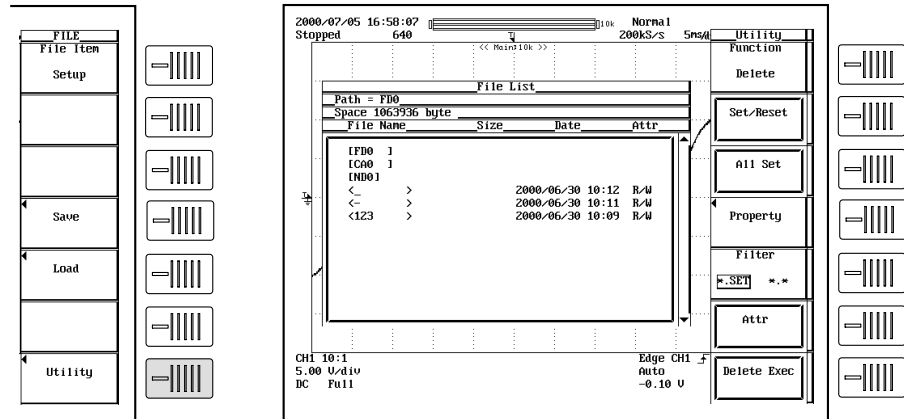 FILE
File Item
Setup
Save
Load
Utility
2000/07/05 16:58:07
10k
Normal
Stopped
640
200kS/s
5ms/d
<< Main:10k >>
File List
Path = FD0
Space 1063936 byte
File Name Size Date Attr
[FD0 ]
[CA0 ]
[ND0]
<_ > 2000/06/30 10:12 R/W
<- > 2000/06/30 10:11 R/W
<123 > 2000/06/30 10:09 R/W
CH1 10:1
5.00 V/div
DC Full
Edge CH1
Auto
-0.10 V
Utility
Function
Delete
Set/Reset
All Set
Property
Filter
*.SET *.*
Attr
Delete Exec